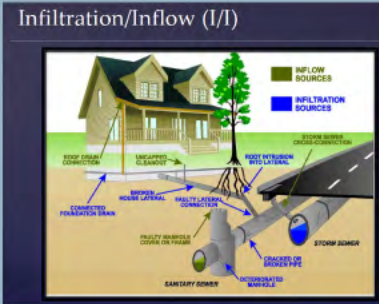 Infiltration/Inflow (I/I)
INFLOW
SOURCES
INFILTRATION
SOURCES
STORM SEWER
CROSS-CONNECTION
ROOF DRAIN
CONNECTION
UNCAPPED
CLEANOUT
ROOT INTRUSION
INTO LATERAL
BROKEN
HOUSE LATERAL
FAULTY LATERAL
CONNECTION
CONNECTED
FOUNDATION DRAIN
FAULTY MANHOLE
COVER OR FRAME
STORM SEWER
CRACKED OR
BROKEN PIPE
DETERIORATED
MANHOLE
SANITARY SEWER